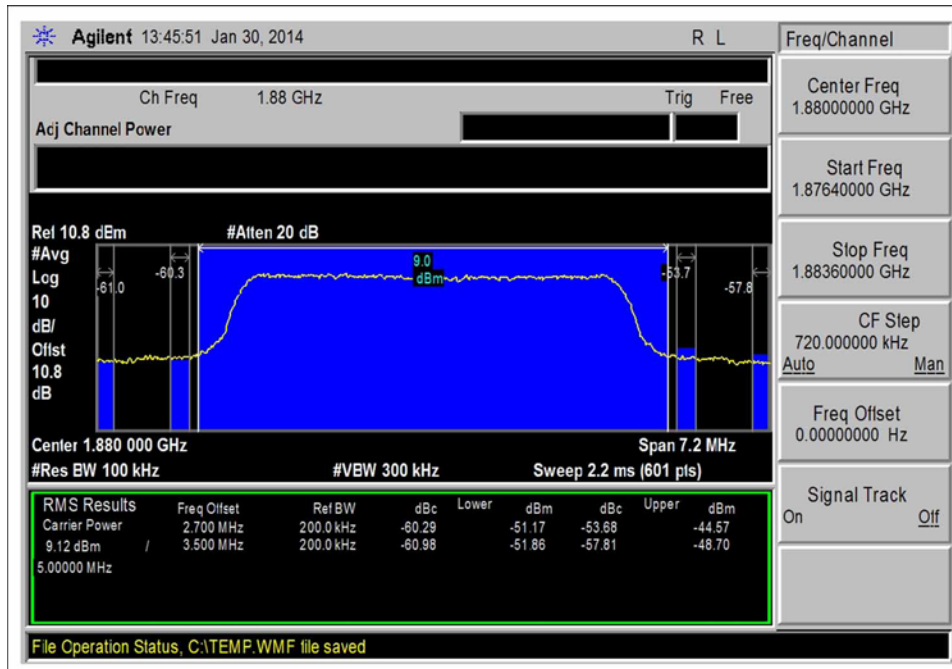 Agilent 13:45:51 Jan 30, 2014 R L
Freq/Channel
Ch Freq 1.88 GHz Trig Free
Adj Channel Power
Center Freq
1.88000000 GHz
Start Freq
1.87640000 GHz
Stop Freq
1.88360000 GHz
CF Step
720.000000 kHz
Auto Man
Freq Offset
0.00000000 Hz
Signal Track
On Off
Ref 10.8 dBm #Atten 20 dB
#Avg
Log
10
dB/
Offst
10.8
dB
-61.0
-60.3
9.0
dBm
-53.7
-57.8
Center 1.880 000 GHz Span 7.2 MHz
#Res BW 100 kHz #VBW 300 kHz Sweep 2.2 ms (601 pts)
RMS Results Freq Offset Ref BW dBc Lower dBm dBc Upper dBm
Carrier Power 2.700 MHz 200.0 kHz -60.29 -51.17 -53.68 -44.57
9.12 dBm / 3.500 MHz 200.0 kHz -60.98 -51.86 -57.81 -48.70
5.00000 MHz
File Operation Status, C:\TEMP.WMF file saved